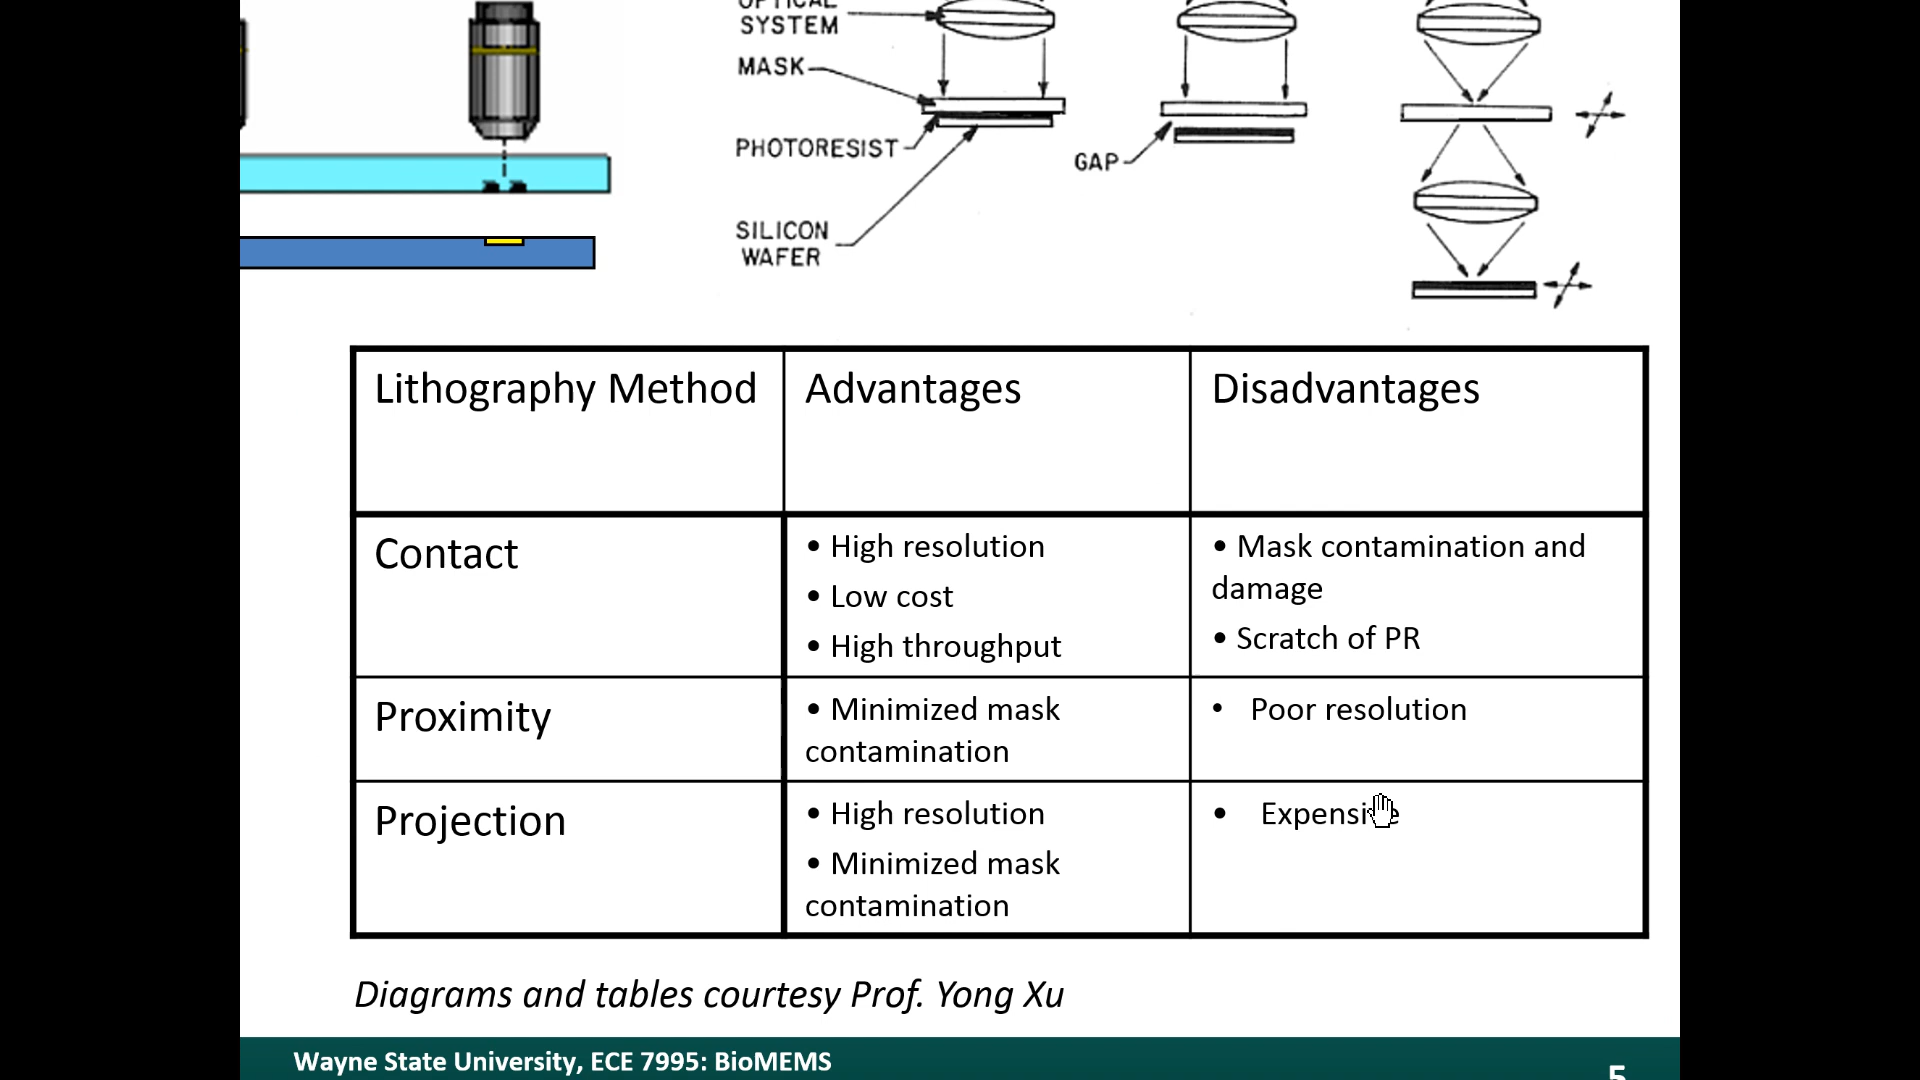 SYSTEM
MASK
PHOTORESIST
GAP
SILICON
WAFER
Lithography Method
Advantages
Disadvantages
Contact
• High resolution
• Low cost
• High throughput
• Mask contamination and
damage
• Scratch of PR
Proximity
• Minimized mask
contamination
• Poor resolution
Projection
• High resolution
• Minimized mask
contamination
• Expensive
Diagrams and tables courtesy Prof. Yong Xu
Wayne State University, ECE 7995: BioMEMS
5